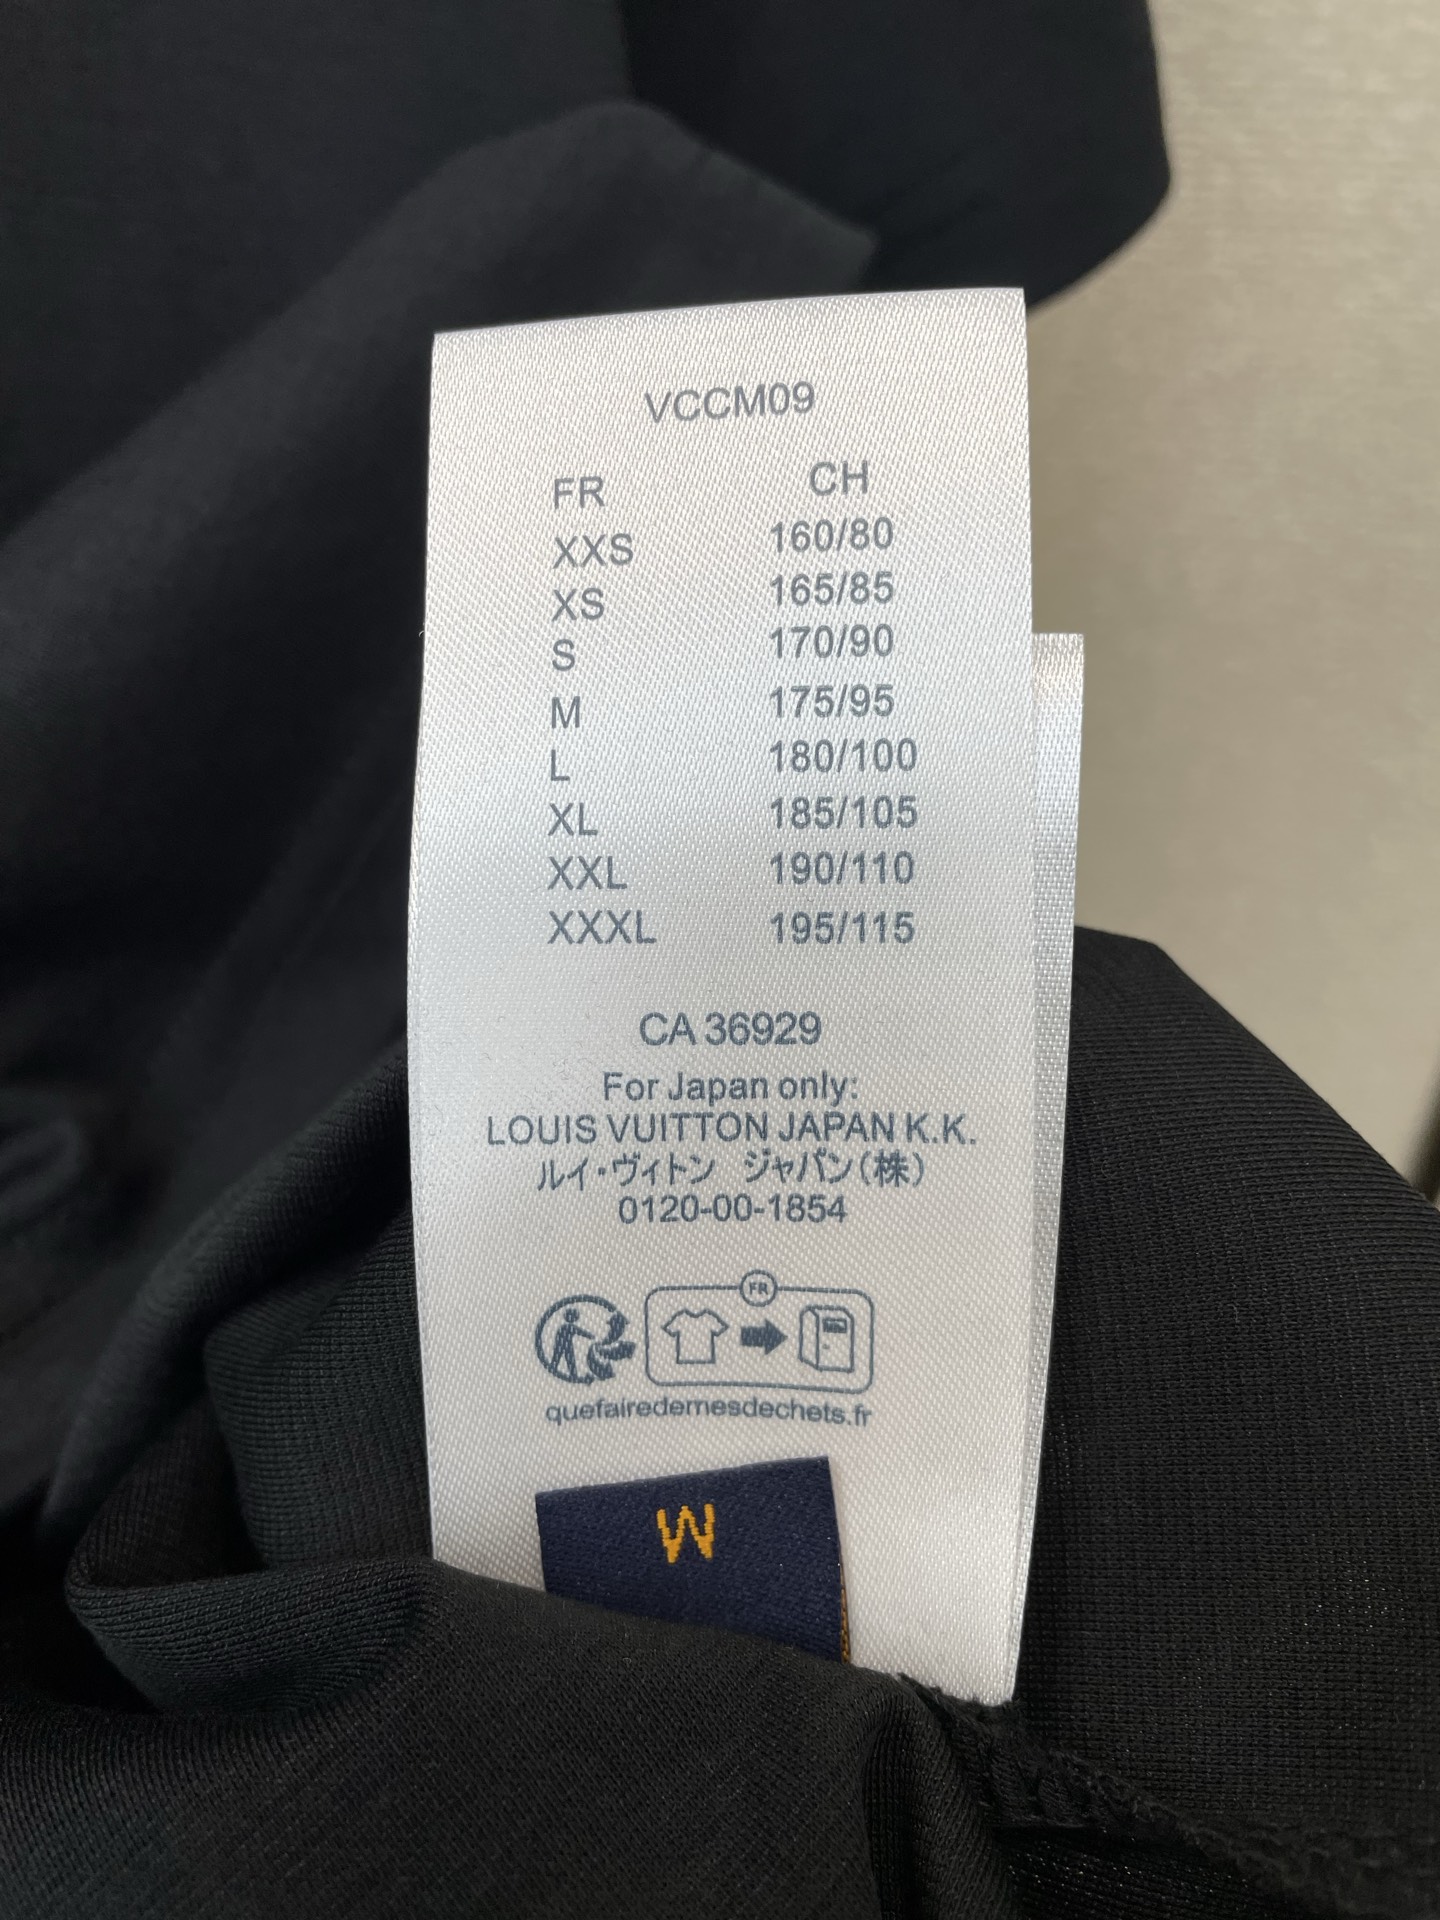 VCCM09
FR CH
XXS 160/80
XS 165/85
S 170/90
M 175/95
L 180/100
XL 185/105
XXL 190/110
XXXL 195/115
CA 36929
For Japan only:
LOUIS VUITTON JAPAN K.K.
ルイ・ヴィトン ジャパン(株)
0120-00-1854
FR
quefairedemesdechets.fr
M